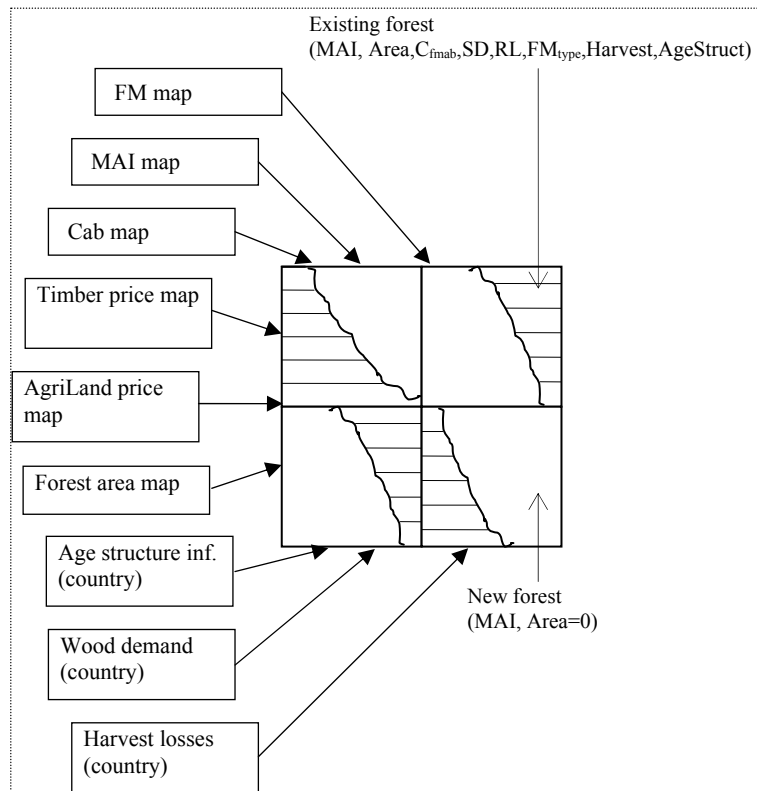 Existing forest
(MAI, Area,Cfmab,SD,RL,FMtype,Harvest,AgeStruct)
FM map
MAI map
Cab map
Timber price map
AgriLand price
map
Forest area map
Age structure inf.
(country)
New forest
(MAI, Area=0)
Wood demand
(country)
Harvest losses
(country)